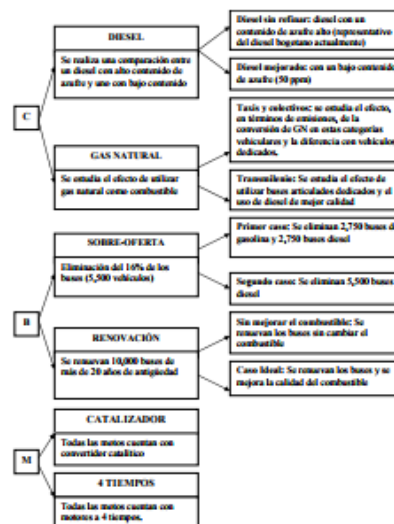 C
DIESEL
Se realiza una comparación entre
un diesel con alto contenido de
azufre y uno con bajo contenido
Diesel sin refinar: diesel con un
contenido de azufre alto (representativo
del diesel bogotano actualmente)
Diesel mejorado: con un bajo contenido
de azufre (50 ppm)
GAS NATURAL
Se estudia el efecto de utilizar
gas natural como combustible
Taxis y colectivos: se estudia el efecto,
en términos de emisiones, de la
conversión de GN en estas categorías
vehiculares y la diferencia con vehículos
dedicados.
Transmilenio: Se estudia el efecto de
utilizar buses articulados dedicados y el
uso de diesel de mejor calidad
B
SOBRE-OFERTA
Eliminación del 16% de los
buses (5,500 vehículos)
Primer caso: Se eliminan 2,750 buses de
gasolina y 2,750 buses diesel
Segundo caso: Se eliminan 5,500 buses
diesel
RENOVACIÓN
Se renuevan 10,000 buses de
más de 20 años de antigüedad
Sin mejorar el combustible: Se
renuevan los buses sin cambiar el
combustible
Caso Ideal: Se renuevan los buses y se
mejora la calidad del combustible
M
CATALIZADOR
Todas las motos cuentan con
convertidor catalítico
4 TIEMPOS
Todas las motos cuentan con
motores a 4 tiempos.